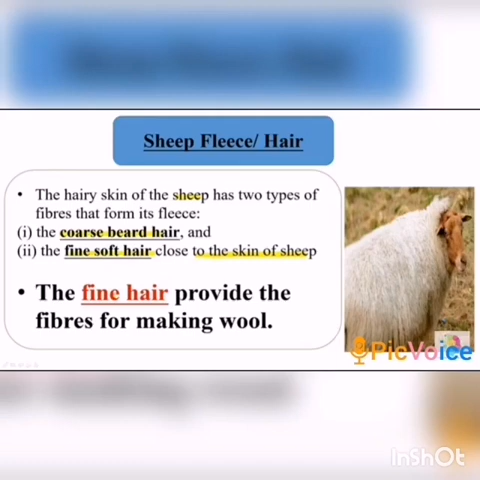 Sheep Fleece/ Hair
• The hairy skin of the sheep has two types of
fibres that form its fleece:
(i) the coarse beard hair, and
(ii) the fine soft hair close to the skin of sheep
• The fine hair provide the
fibres for making wool.
PicVoice
InShOt